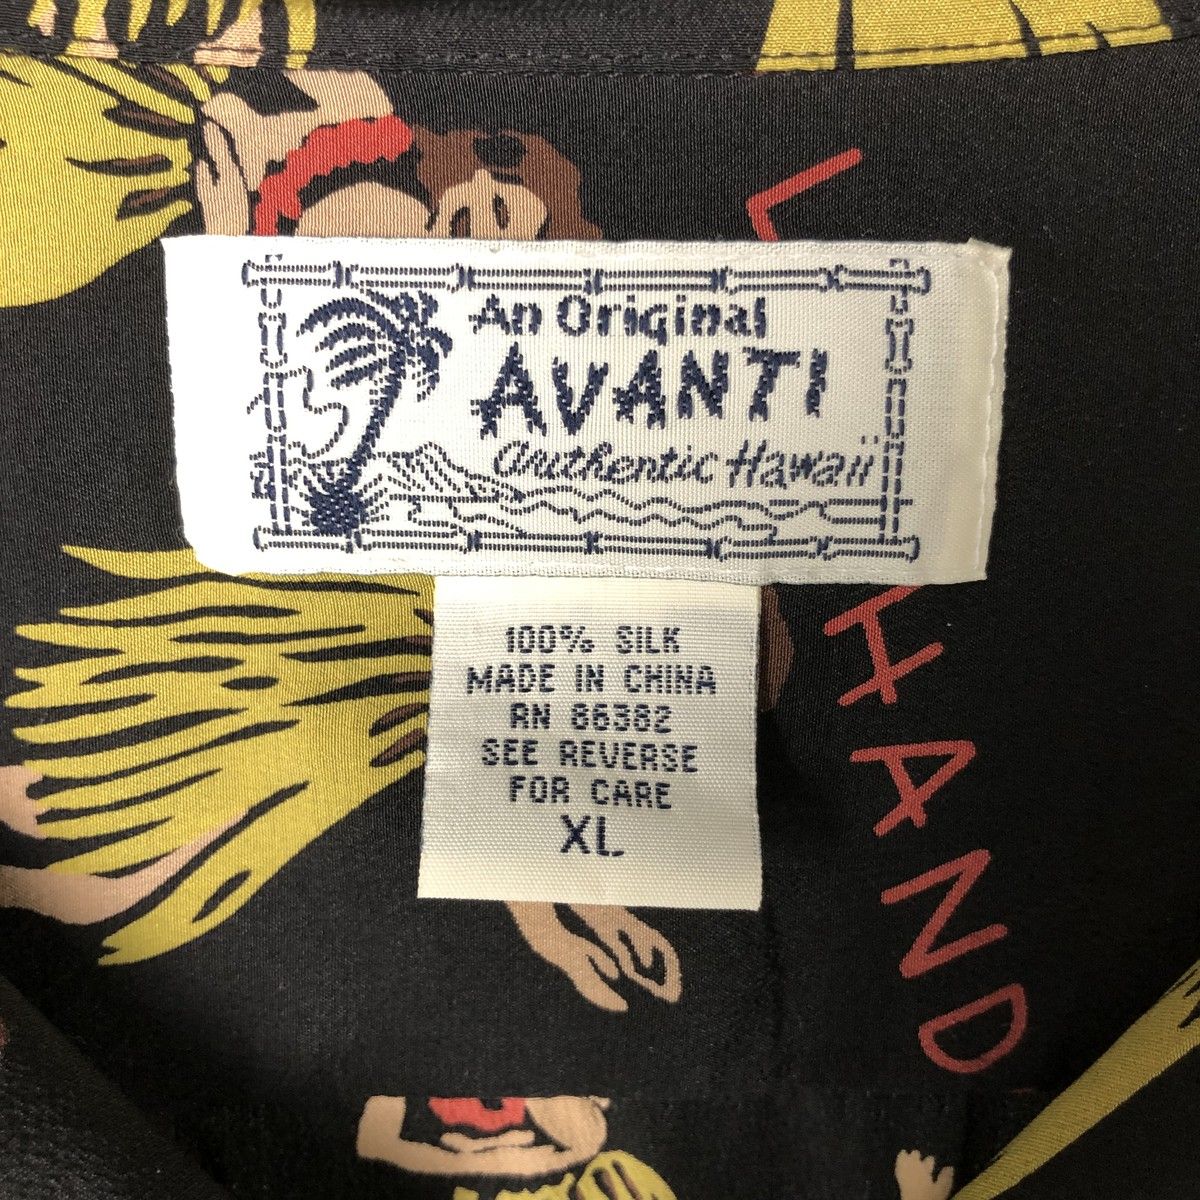 L
An Original
AVANTI
authentic Hawaii
100% SILK
MADE IN CHINA
RN 86382
SEE REVERSE
FOR CARE
XL
HAND